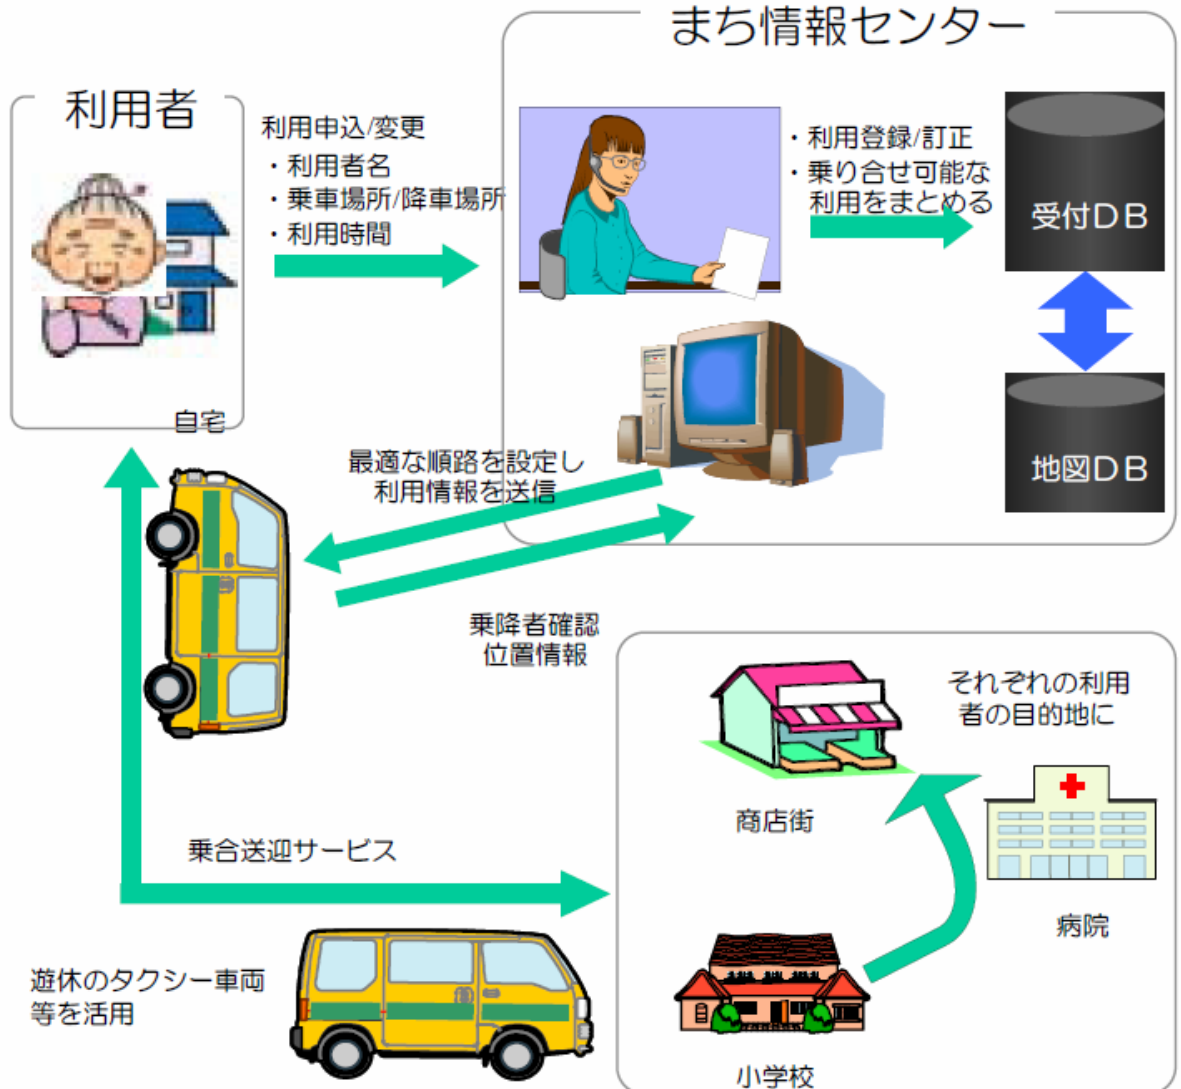 まち情報センター
利用者
利用申込/変更
・利用者名
・乗車場所/降車場所
・利用時間
・利用登録/訂正
・乗り合せ可能な
利用をまとめる
受付DB
自宅
地図DB
最適な順路を設定し
利用情報を送信
乗降者確認
位置情報
それぞれの利用
者の目的地に
商店街
乗合送迎サービス
病院
遊休のタクシー車両
等を活用
小学校